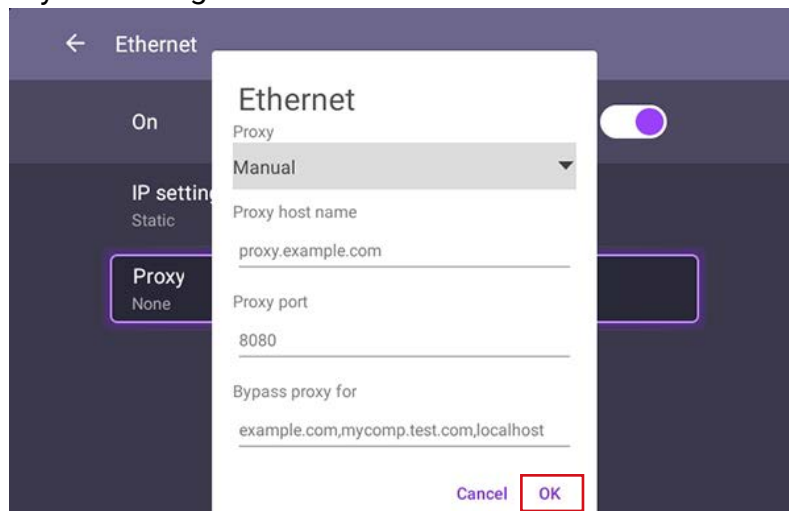 Ethernet
On
IP settin
Static
Proxy
None
Ethernet
Proxy
Manual
Proxy host name
proxy.example.com
Proxy port
8080
Bypass proxy for
example.com,mycomp.test.com,localhost
Cancel OK